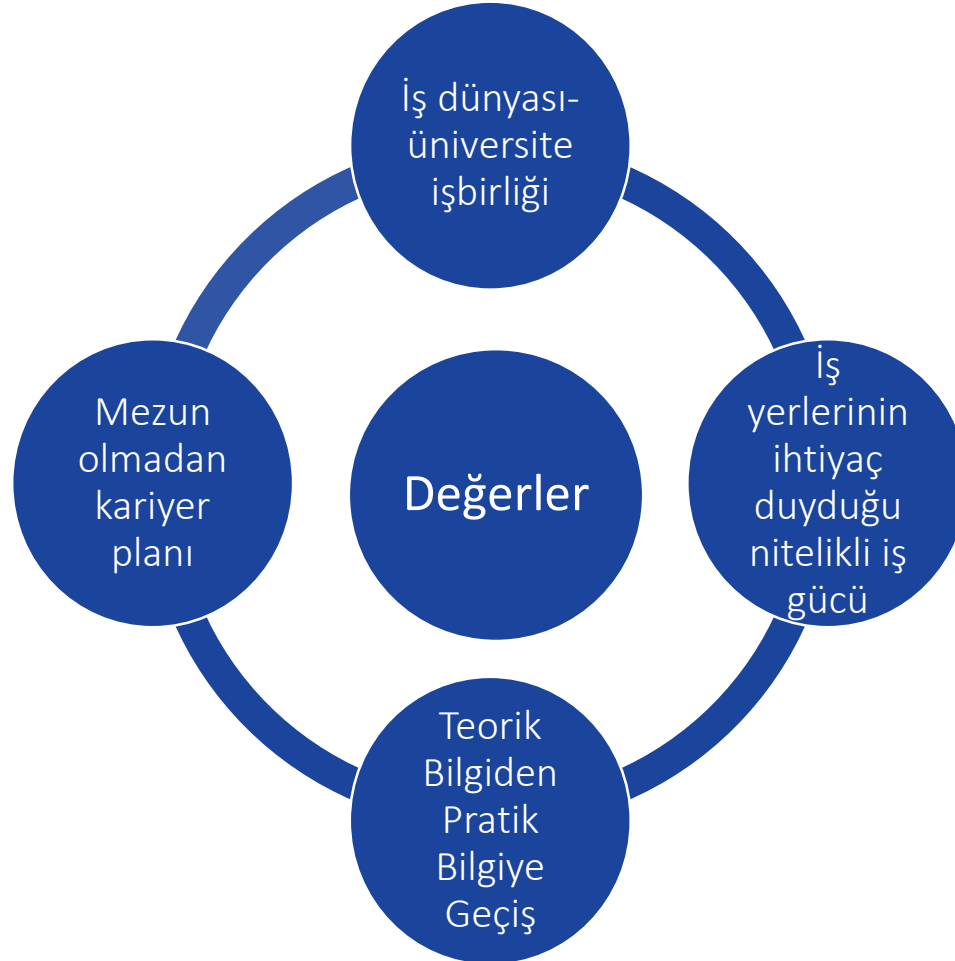 İş dünyası-
üniversite
işbirliği
İş
yerlerinin
ihtiyaç
duyduğu
nitelikli iş
gücü
Teorik
Bilgiden
Pratik
Bilgiye
Geçiş
Mezun
olmadan
kariyer
planı
Değerler